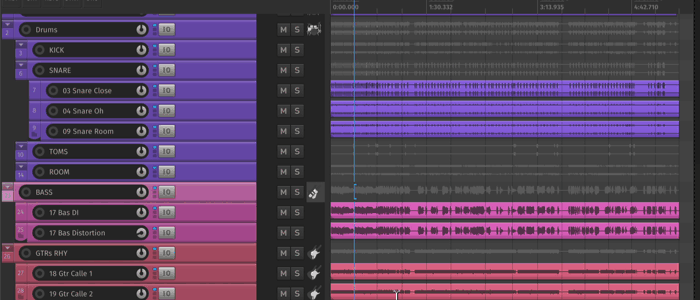 0:00.000 1:30.332 3:13.935 4:42.710
2 Drums IO M S
3 KICK IO M S
6 SNARE IO M S
7 03 Snare Close IO M S
8 04 Snare Oh IO M S
9 09 Snare Room IO M S
10 TOMS IO M S
14 ROOM IO M S
BASS IO M S
24 17 Bas DI IO M S
25 17 Bas Distortion IO M S
26 GTRs RHY IO M S
27 18 Gtr Calle 1 IO M S
28 19 Gtr Calle 2 IO M S